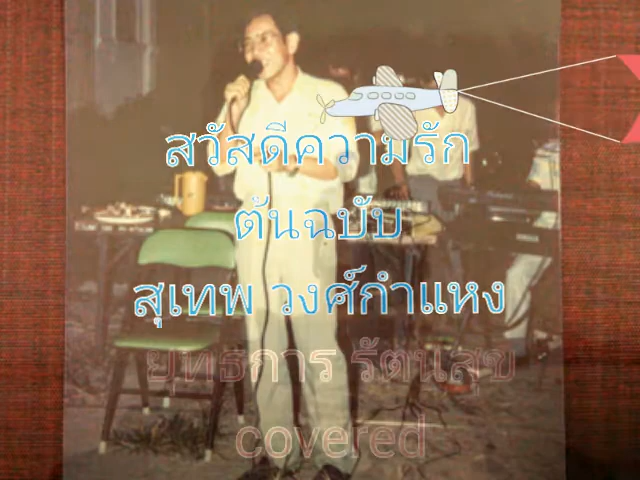 สวัสดีความรัก
ต้นฉบับ
สุเทพ วงศ์กำแหง
ยุทธการ รัตนสุข
covered